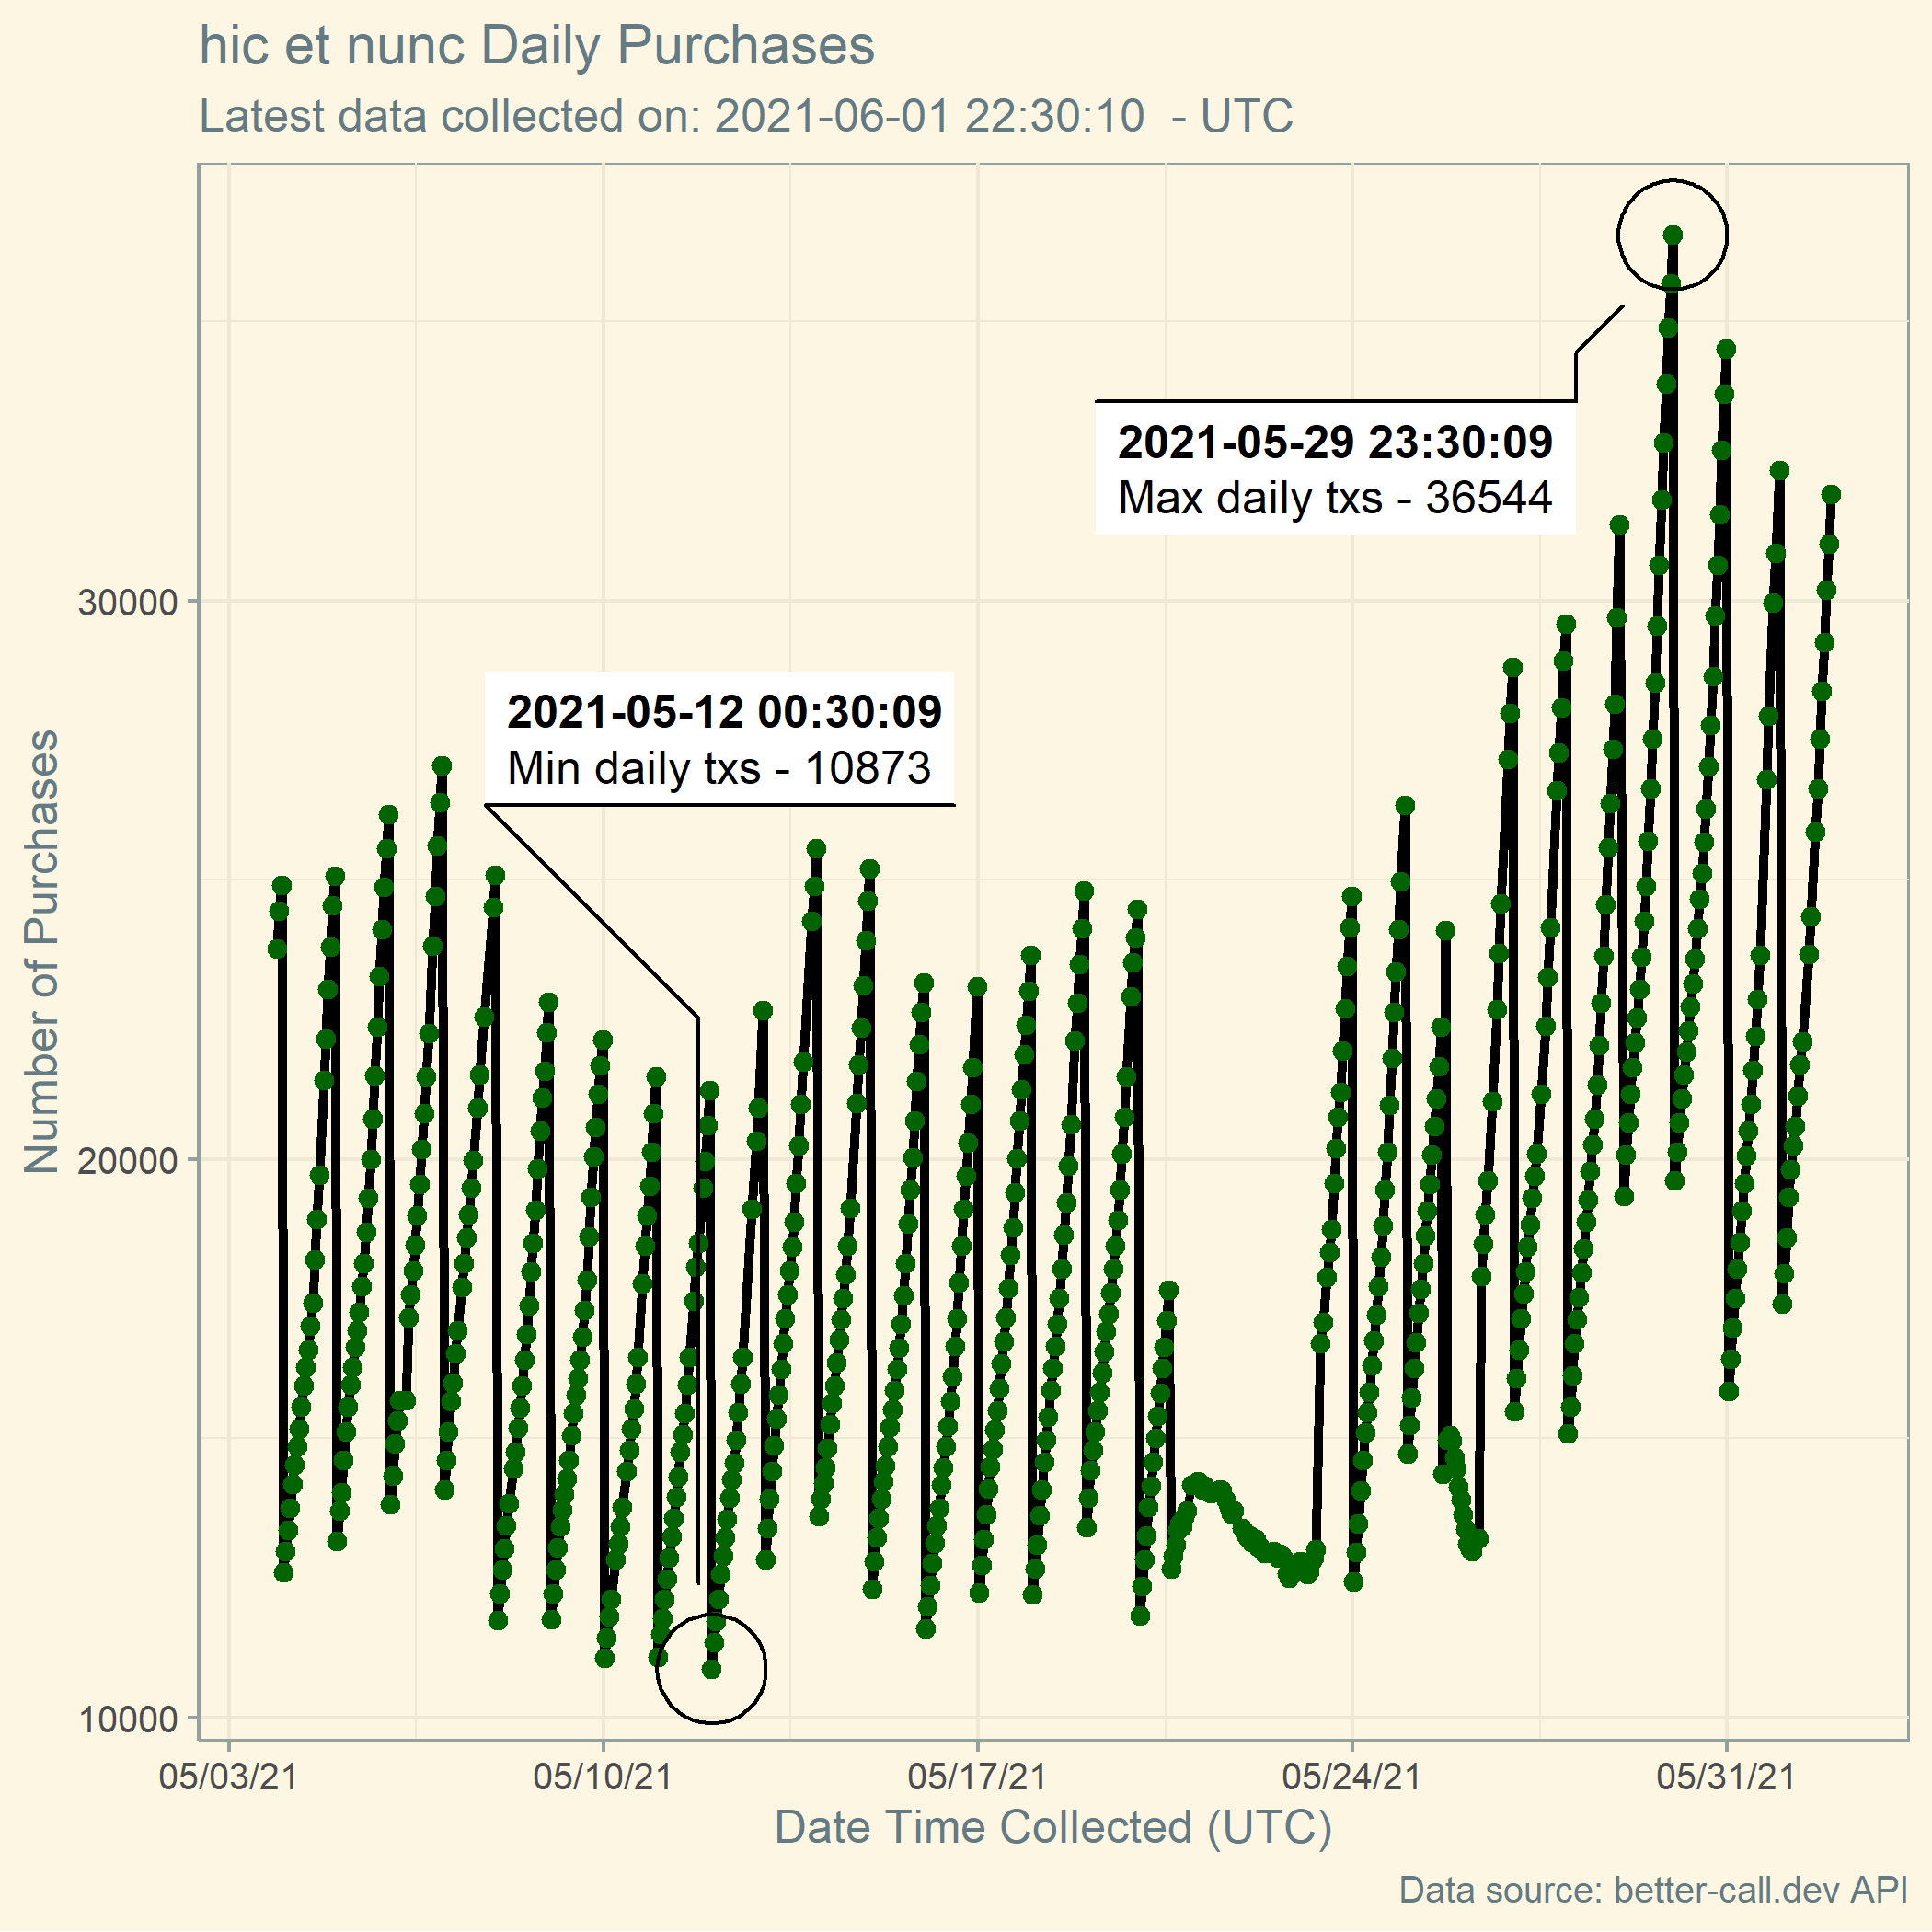 hic et nunc Daily Purchases
Latest data collected on: 2021-06-01 22:30:10  - UTC
2021-05-29 23:30:09
Max daily txs - 36544
2021-05-12 00:30:09
Min daily txs - 10873
Number of Purchases
30000
20000
10000
05/03/21
05/10/21
05/17/21
05/24/21
05/31/21
Date Time Collected (UTC)
Data source: better-call.dev API